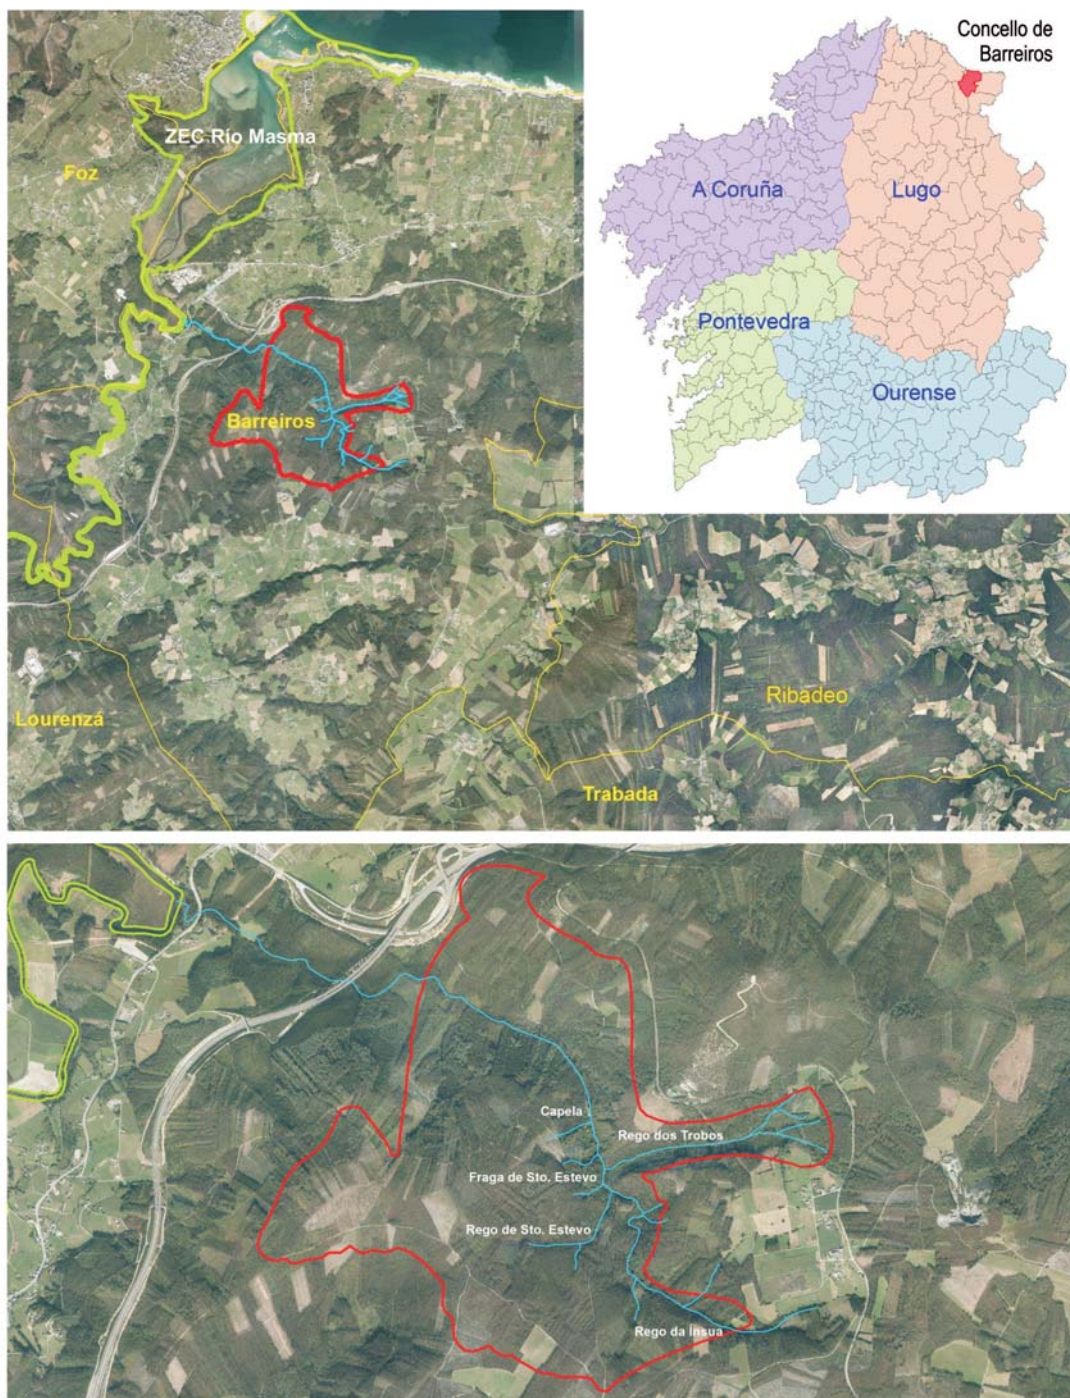 Concello de
Barreiros
ZEC Río Masma
Foz
A Coruña
Lugo
Pontevedra
Barreiros
Ourense
Ribadeo
Lourenzá
Trabada
Capela
Rego dos Trobos
Fraga de Sto. Estevo
Rego de Sto. Estevo
Rego da Insua